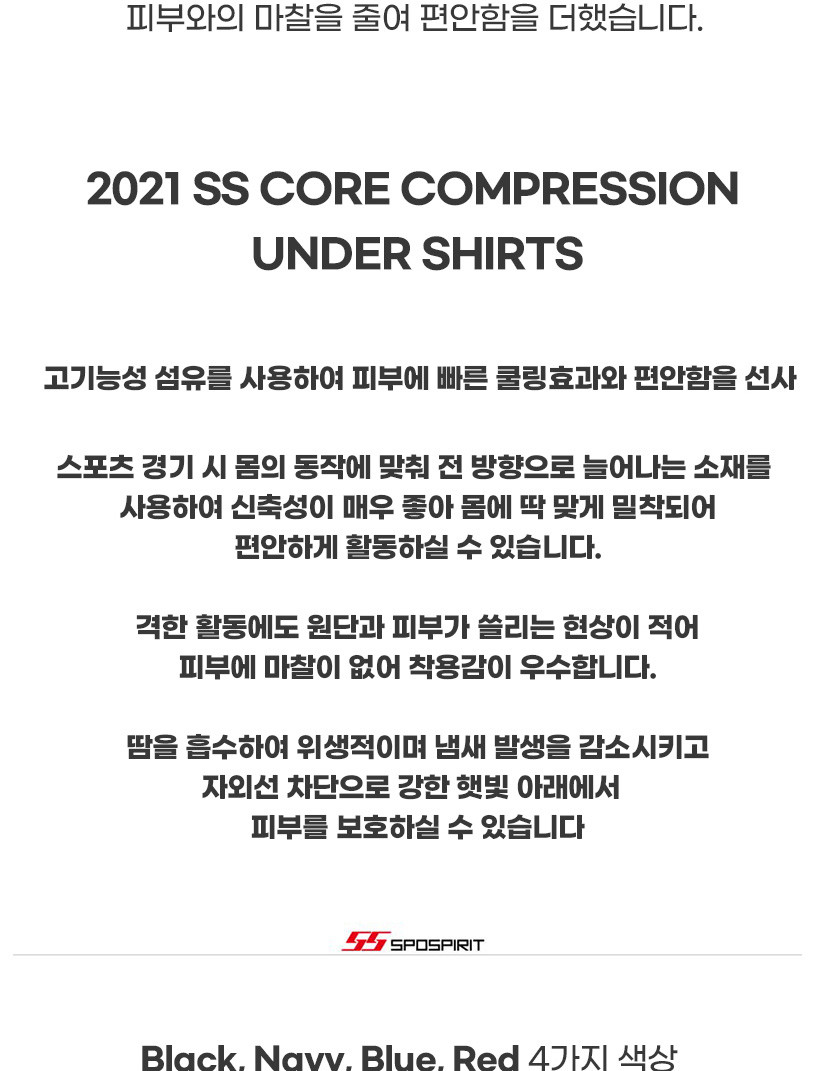 피부와의 마찰을 줄여 편안함을 더했습니다.
2021 SS CORE COMPRESSION
UNDER SHIRTS
고기능성 섬유를 사용하여 피부에 빠른 쿨링효과와 편안함을 선사
스포츠 경기 시 몸의 동작에 맞춰 전 방향으로 늘어나는 소재를
사용하여 신축성이 매우 좋아 몸에 딱 맞게 밀착되어
편안하게 활동하실 수 있습니다.
격한 활동에도 원단과 피부가 쓸리는 현상이 적어
피부에 마찰이 없어 착용감이 우수합니다.
땀을 흡수하여 위생적이며 냄새 발생을 감소시키고
자외선 차단으로 강한 햇빛 아래에서
피부를 보호하실 수 있습니다
SS SPOSPIRIT
Black, Navy, Blue, Red 4가지 색상